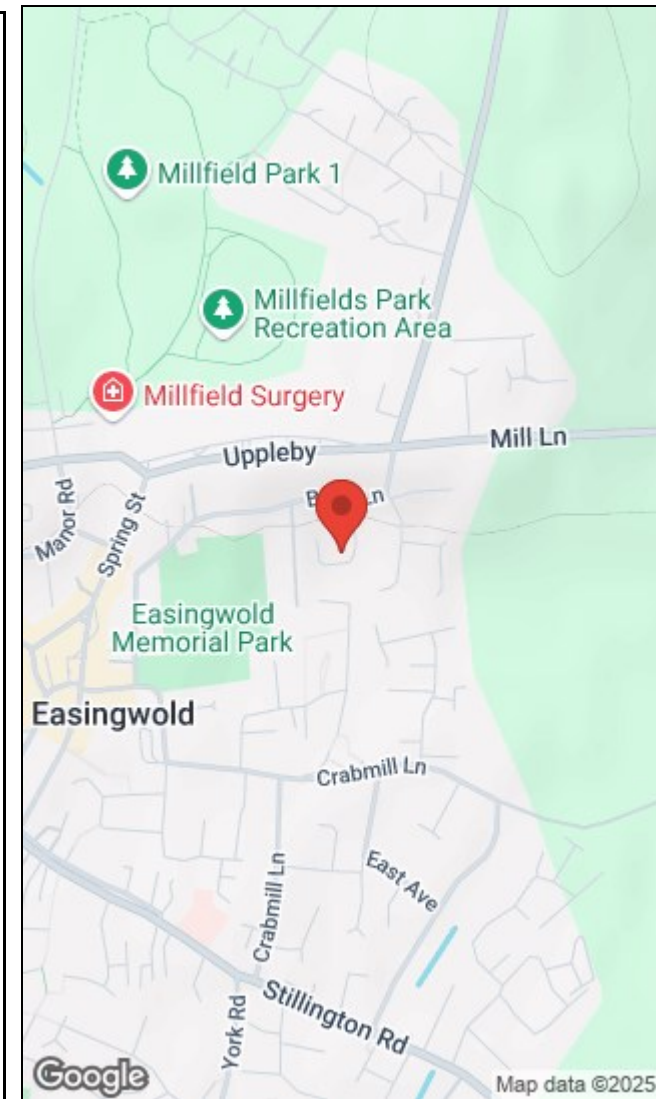 Millfield Park 1
Millfields Park
Recreation Area
Millfield Surgery
Uppleby
Mill Ln
Manor Rd
Spring St
Easingwold
Memorial Park
Easingwold
Crabmill Ln
East Ave
Crabmill Ln
Stillington Rd
York Rd
Google
Map data ©2025